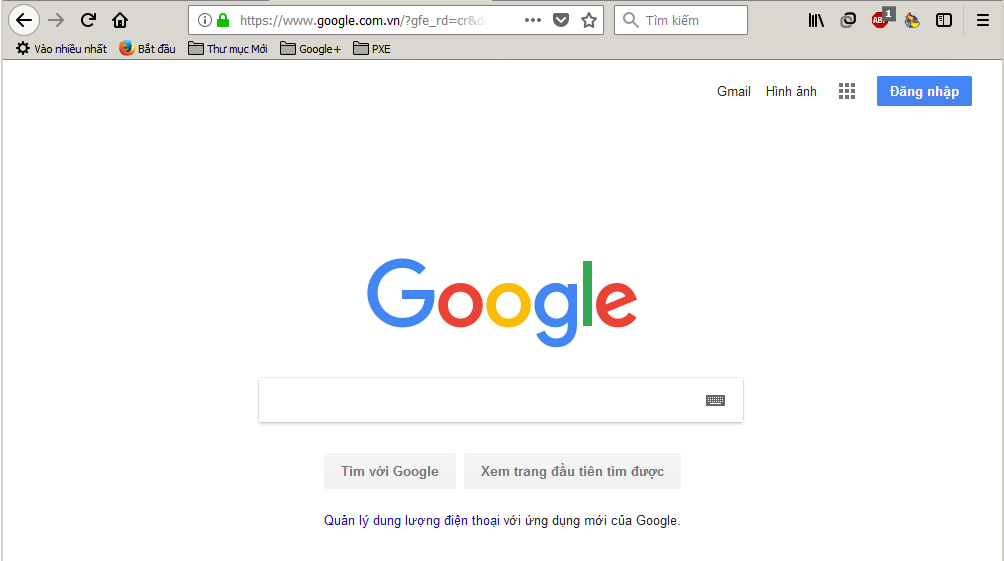 https://www.google.com.vn/?gfe_rd=cr&d
Tìm kiếm
ABP
1
Vào nhiều nhất
Bắt đầu
Thư mục Mới
Google+
PXE
Gmail
Hình ảnh
Đăng nhập
Google
Tìm với Google
Xem trang đầu tiên tìm được
Quản lý dung lượng điện thoại với ứng dụng mới của Google.